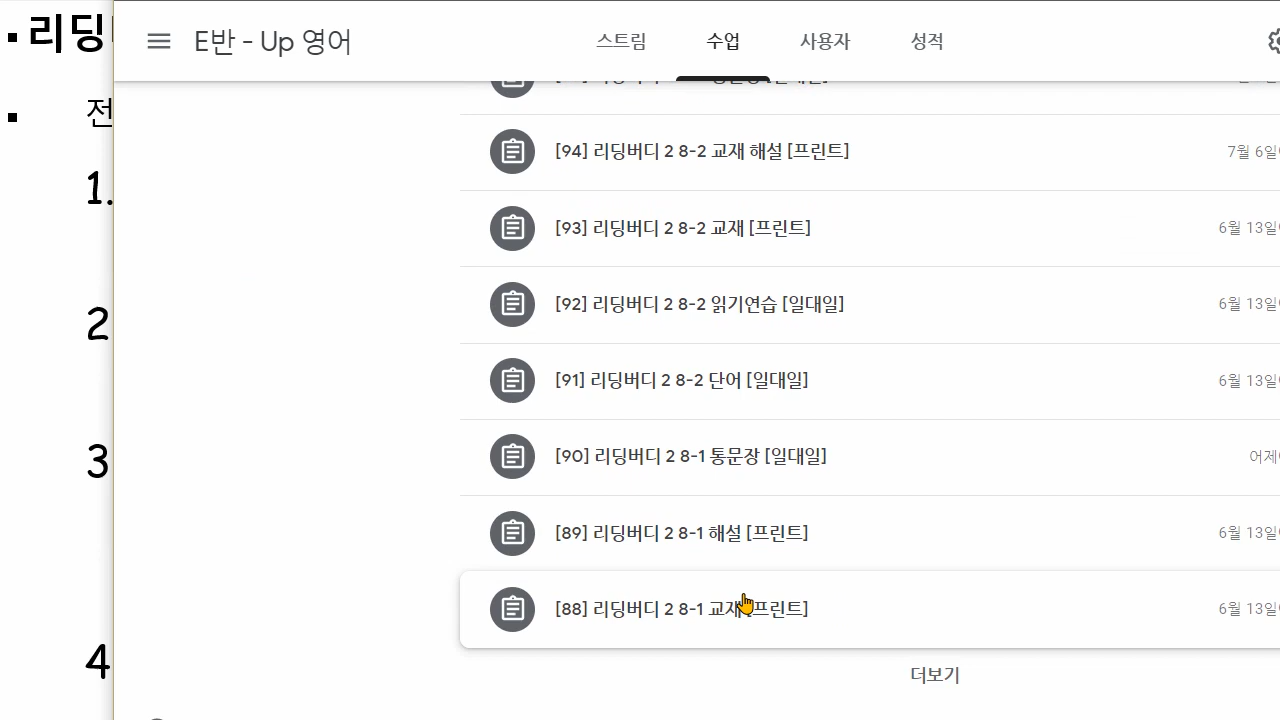 리딩
전
1.
2
3
4
E반 - Up 영어
스트림
수업
사용자
성적
[94] 리딩버디 2 8-2 교재 해설 [프린트]
7월 6일
[93] 리딩버디 2 8-2 교재 [프린트]
6월 13일
[92] 리딩버디 2 8-2 읽기연습 [일대일]
6월 13일
[91] 리딩버디 2 8-2 단어 [일대일]
6월 13일
[90] 리딩버디 2 8-1 통문장 [일대일]
어제
[89] 리딩버디 2 8-1 해설 [프린트]
6월 13일
[88] 리딩버디 2 8-1 교재 [프린트]
6월 13일
더보기